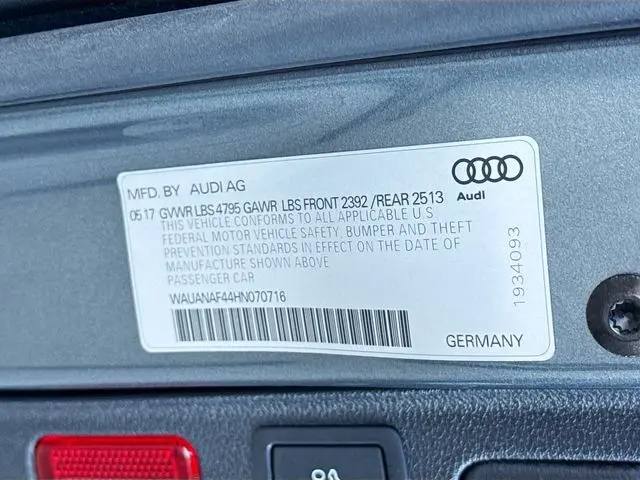 MFD. BY AUDI AG
Audi
05 17 GVWR LBS 4795 GAWR LBS FRONT 2392 /REAR 2513
THIS VEHICLE CONFORMS TO ALL APPLICABLE U.S
FEDERAL MOTOR VEHICLE SAFETY, BUMPER AND THEFT
PREVENTION STANDARDS IN EFFECT ON THE DATE OF
MANUFACTURE SHOWN ABOVE
PASSENGER CAR
WAUANAF44HN070716
GERMANY
1934093